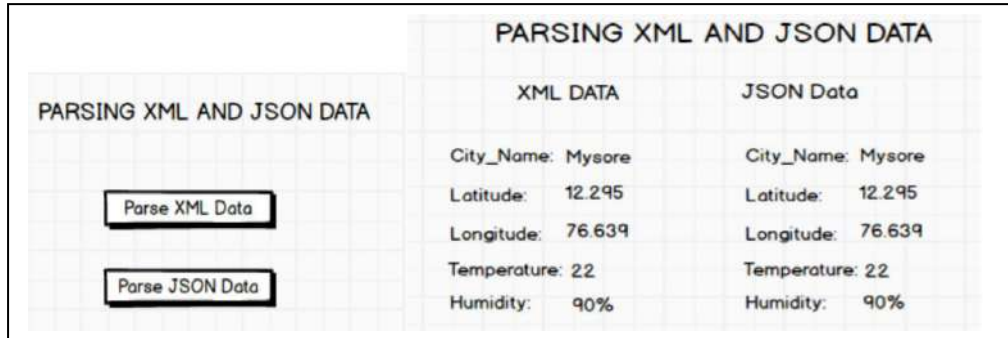 PARSING XML AND JSON DATA
Parse XML Data
Parse JSON Data
PARSING XML AND JSON DATA
XML DATA
City_Name: Mysore
Latitude: 12.295
Longitude: 76.639
Temperature: 22
Humidity: 90%
JSON Data
City_Name: Mysore
Latitude: 12.295
Longitude: 76.639
Temperature: 22
Humidity: 90%